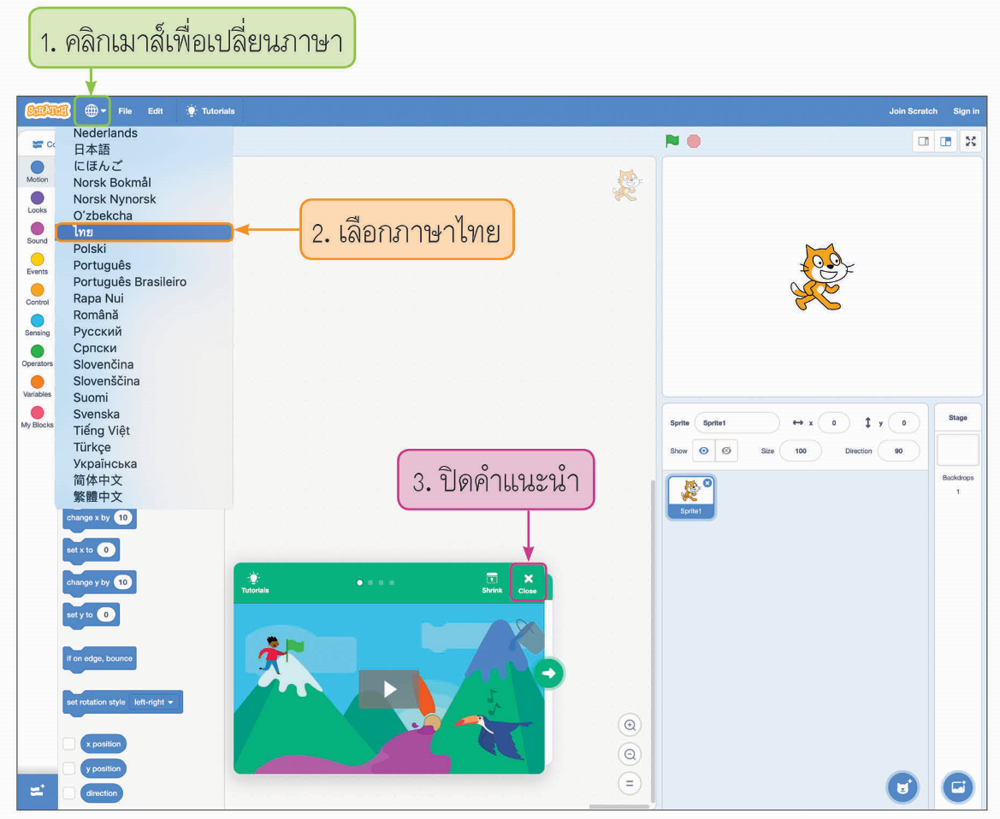 1. คลิกเมาส์เพื่อเปลี่ยนภาษา
SCRATCH File Edit Tutorials Join Scratch Sign in
Nederlands
日本語
にほんご
Norsk Bokmål
Norsk Nynorsk
O'zbekcha
ไทย
Polski
Português
Português Brasileiro
Rapa Nui
Română
Русский
Српски
Slovenčina
Slovenščina
Suomi
Svenska
Tiếng Việt
Türkçe
Українська
简体中文
繁體中文
Co
Motion
Looks
Sound
Events
Control
Sensing
Operators
Variables
My Blocks
2. เลือกภาษาไทย
3. ปิดคำแนะนำ
change x by 10
set x to 0
change y by 10
set y to 0
if on edge, bounce
set rotation style left-right
x position
y position
direction
Tutorials Shrink Close
Sprite Sprite1 x 0 y 0
Show Size 100 Direction 90
Sprite1
Stage
Backdrops
1